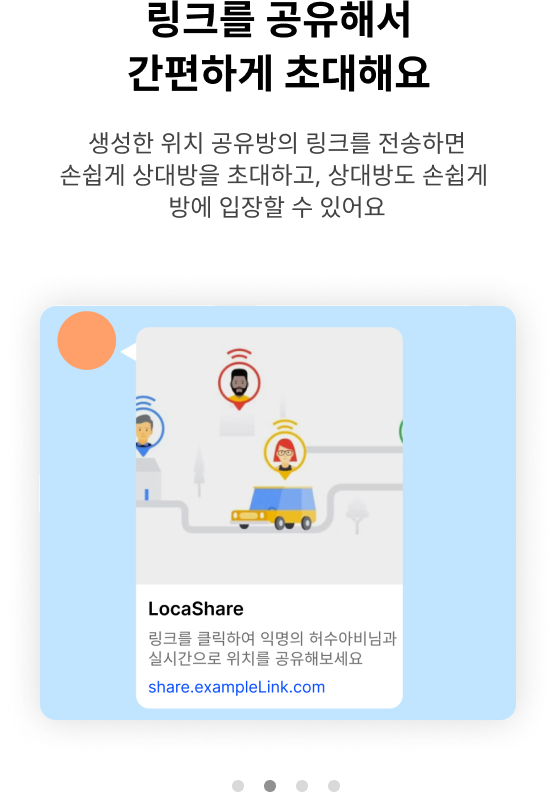 링크를 공유해서
간편하게 초대해요
생성한 위치 공유방의 링크를 전송하면
손쉽게 상대방을 초대하고, 상대방도 손쉽게
방에 입장할 수 있어요
LocaShare
링크를 클릭하여 익명의 허수아비님과
실시간으로 위치를 공유해보세요
share.exampleLink.com